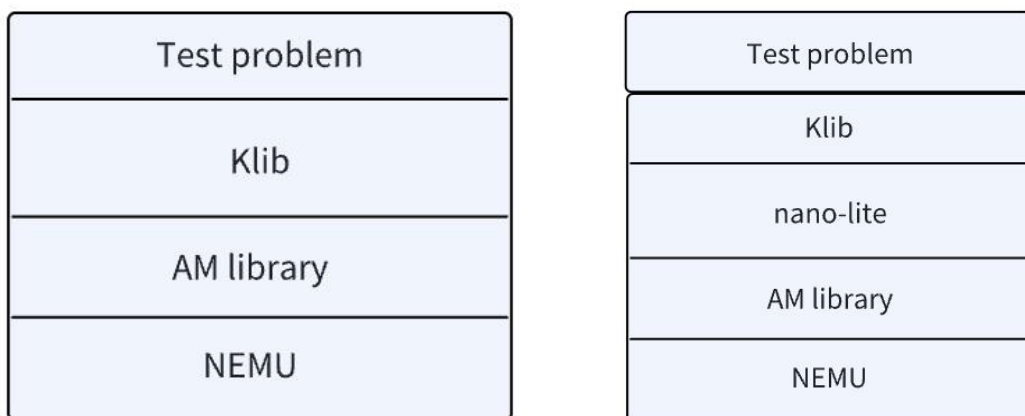 Test problem
Klib
AM library
NEMU
Test problem
Klib
nano-lite
AM library
NEMU